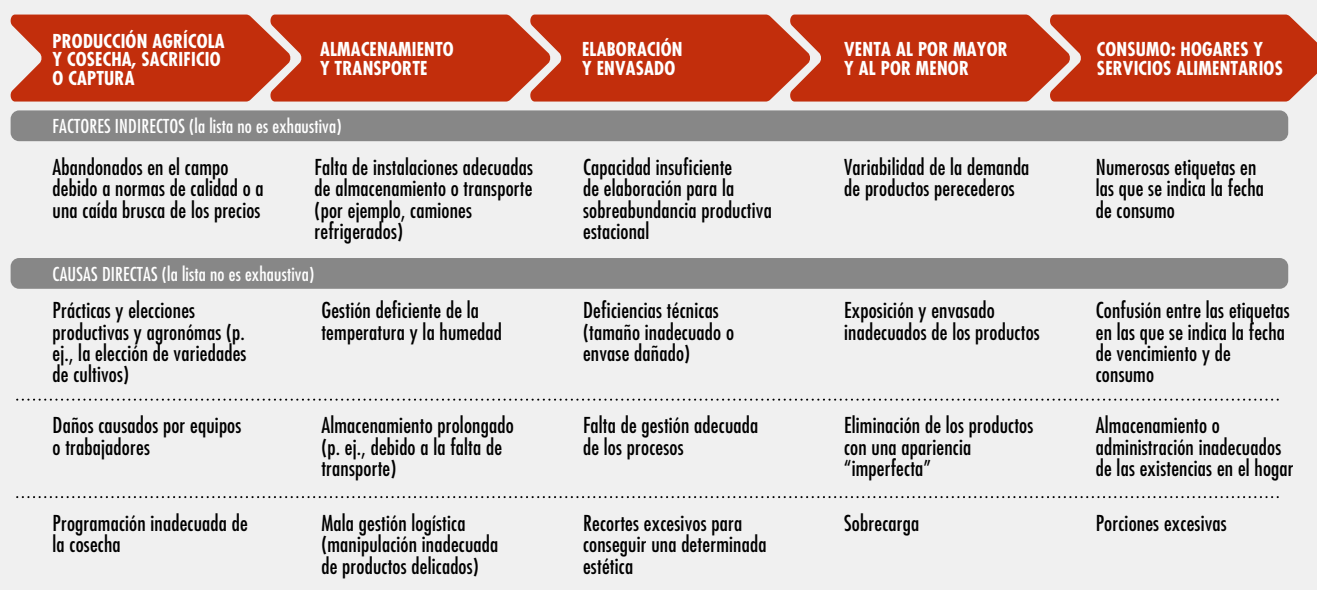 PRODUCCIÓN AGRÍCOLA
Y COSECHA, SACRIFICIO
O CAPTURA
ALMACENAMIENTO
Y TRANSPORTE
ELABORACIÓN
Y ENVASADO
VENTA AL POR MAYOR
Y AL POR MENOR
CONSUMO: HOGARES Y
SERVICIOS ALIMENTARIOS
FACTORES INDIRECTOS (la lista no es exhaustiva)
Abandonados en el campo
debido a normas de calidad o a
una caída brusca de los precios
Falta de instalaciones adecuadas
de almacenamiento o transporte
(por ejemplo, camiones
refrigerados)
Capacidad insuficiente
de elaboración para la
sobreabundancia productiva
estacional
Variabilidad de la demanda
de productos perecederos
Numerosas etiquetas en
las que se indica la fecha
de consumo
CAUSAS DIRECTAS (la lista no es exhaustiva)
Prácticas y elecciones
productivas y agronómas (p.
ej., la elección de variedades
de cultivos)
Gestión deficiente de la
temperatura y la humedad
Deficiencias técnicas
(tamaño inadecuado o
envase dañado)
Exposición y envasado
inadecuados de los productos
Confusión entre las etiquetas
en las que se indica la fecha
de vencimiento y de
consumo
Daños causados por equipos
o trabajadores
Almacenamiento prolongado
(p. ej., debido a la falta de
transporte)
Falta de gestión adecuada
de los procesos
Eliminación de los productos
con una apariencia
“imperfecta”
Almacenamiento o
administración inadecuados
de las existencias en el hogar
Programación inadecuada de
la cosecha
Mala gestión logística
(manipulación inadecuada
de productos delicados)
Recortes excesivos para
conseguir una determinada
estética
Sobrecarga
Porciones excesivas